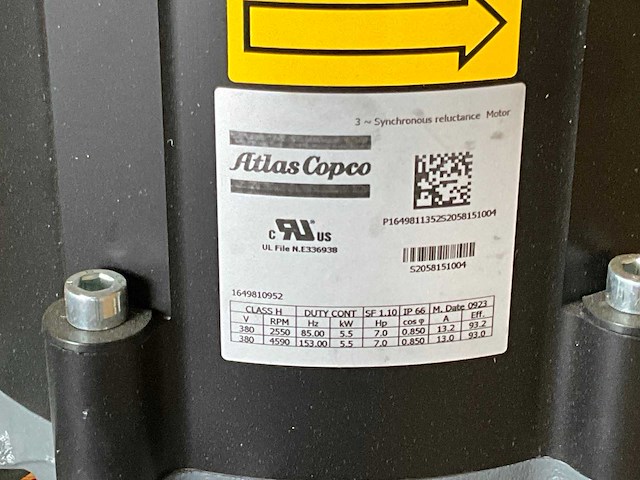 3 ~ Synchronous reluctance Motor
Atlas Copco
P1649811352S2058151004
c RU ® US
UL File N.E336938
S2058151004
1649810952
CLASS H DUTY CONT SF 1.10 IP 66 M. Date 0923
V RPM Hz kW Hp cos φ A Eff.
380 2550 85.00 5.5 7.0 0.850 13.2 93.2
380 4590 153.00 5.5 7.0 0.850 13.0 93.0